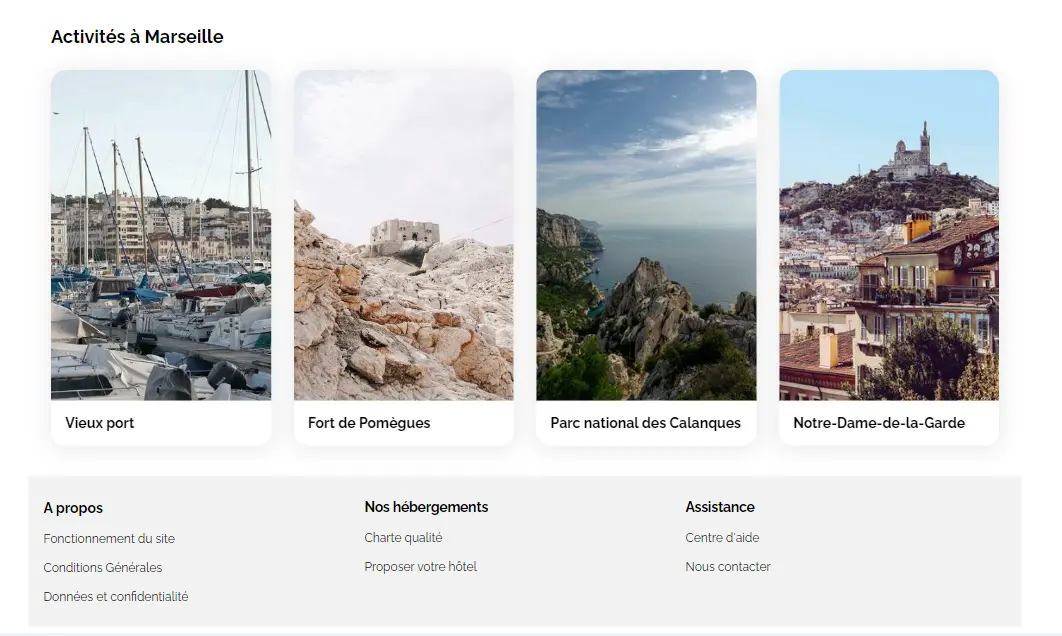 Activités à Marseille
Vieux port
Fort de Pomègues
Parc national des Calanques
Notre-Dame-de-la-Garde
A propos
Fonctionnement du site
Conditions Générales
Données et confidentialité
Nos hébergements
Charte qualité
Proposer votre hôtel
Assistance
Centre d'aide
Nous contacter